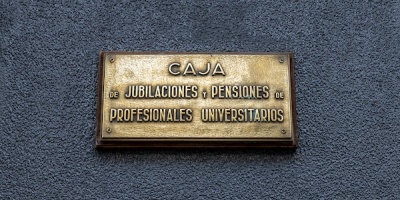 CAJA
DE JUBILACIONES Y PENSIONES DE
PROFESIONALES UNIVERSITARIOS